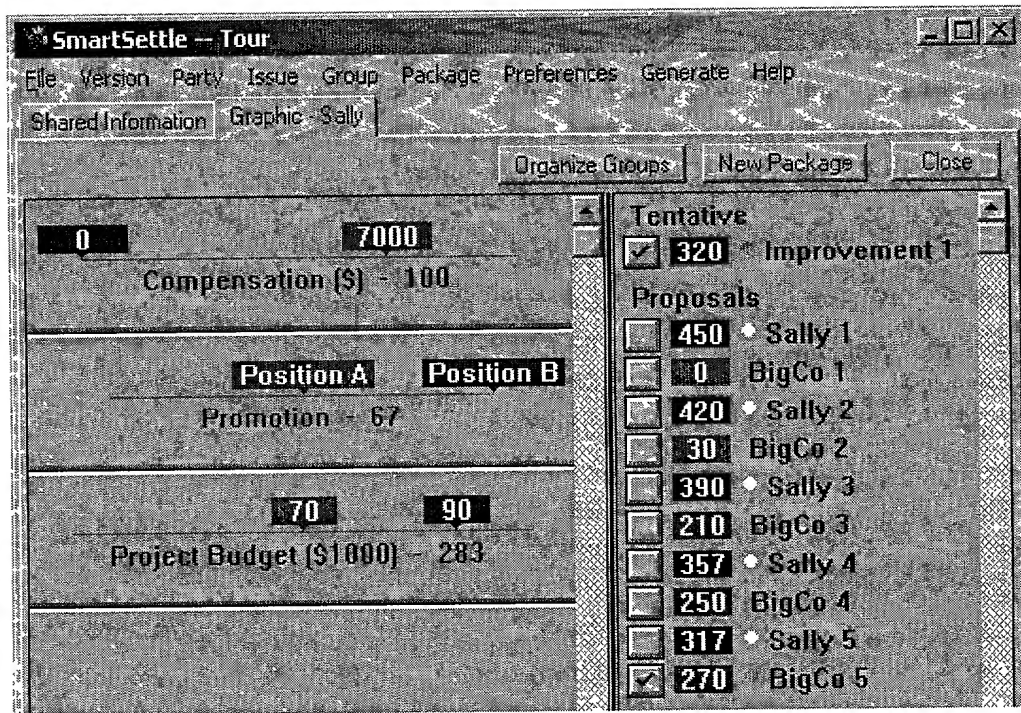 SmartSettle -- Tour
File Version Party Issue Group Package Preferences Generate Help
Shared Information Graphic - Sally
Organize Groups New Package Close
0 7000
Compensation ($) - 100
Position A Position B
Promotion - 67
70 90
Project Budget ($1000) - 283
Tentative
320 * Improvement 1
Proposals
450 Sally 1
0 BigCo 1
420 Sally 2
30 BigCo 2
390 Sally 3
210 BigCo 3
357 Sally 4
250 BigCo 4
317 Sally 5
270 BigCo 5